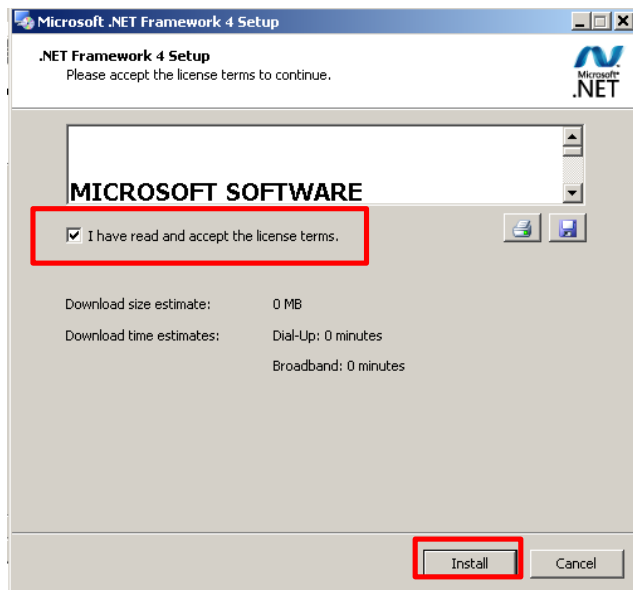 Microsoft .NET Framework 4 Setup
.NET Framework 4 Setup
Please accept the license terms to continue.
Microsoft
.NET
MICROSOFT SOFTWARE
I have read and accept the license terms.
Download size estimate: 0 MB
Download time estimates: Dial-Up: 0 minutes
Broadband: 0 minutes
Install Cancel